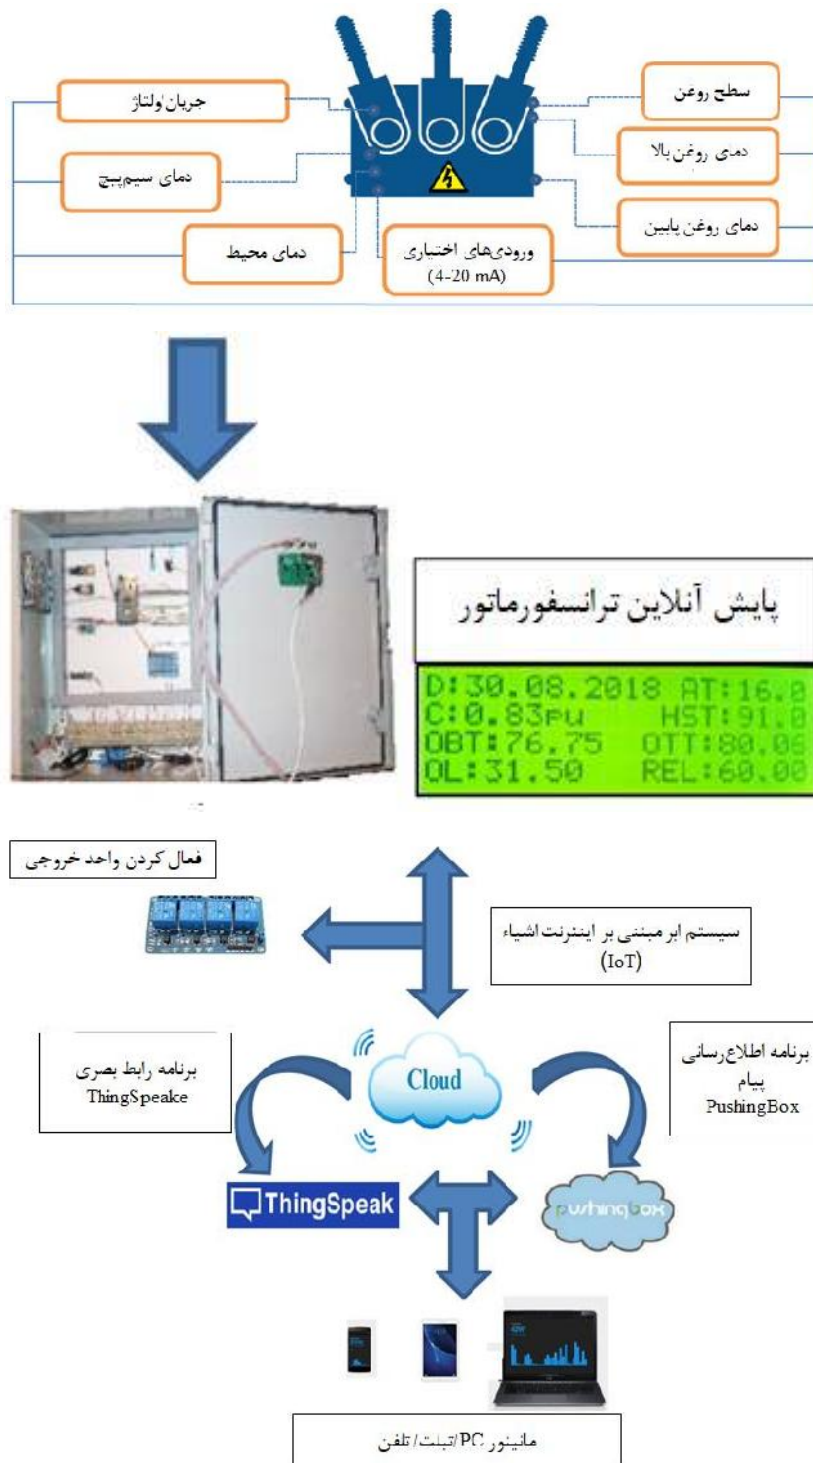 جریان/ولتاژ
سطح روغن
دمای سیم‌پیچ
دمای روغن بالا
دمای محیط
ورودی‌های اختیاری
(4-20 mA)
دمای روغن پایین
پایش آنلاین ترانسفورماتور
D:30.08.2018 AT:16.0
C:0.83pu HST:91.0
OBT:76.75 OTT:80.06
OL:31.50 REL:60.00
فعال کردن واحد خروجی
سیستم ابر مبتنی بر اینترنت اشیاء
(IoT)
برنامه رابط بصری
ThingSpeake
Cloud
برنامه اطلاع‌رسانی
پیام
PushingBox
ThingSpeak
pushingbox
مانیتور PC/تبلت/تلفن